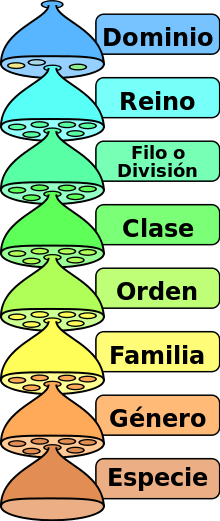 Dominio
Reino
Filo o
División
Clase
Orden
Familia
Género
Especie